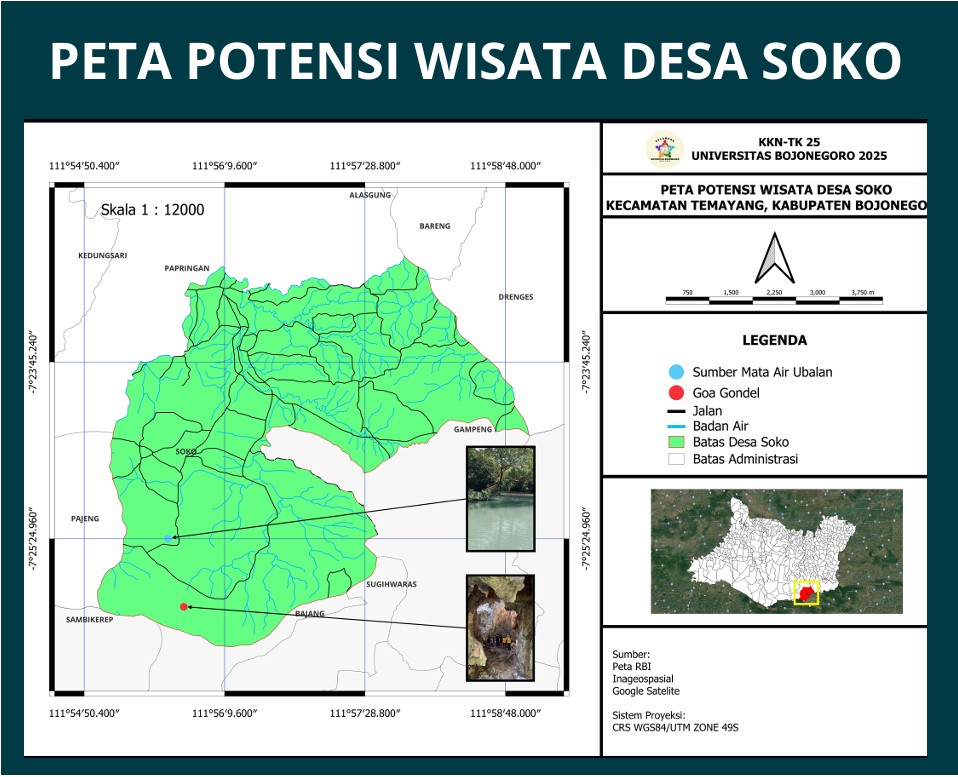 PETA POTENSI WISATA DESA SOKO
111°54'50.400" 111°56'9.600" 111°57'28.800" 111°58'48.000"
Skala 1 : 12000
ALASGUNG
BARENG
KEDUNGSARI
PAPRINGAN
DRENGES
-7°23'45.240" -7°23'45.240"
GAMPENG
SOKO
PAJENG
-7°25'24.960" -7°25'24.960"
SUGIHWARAS
BAJANG
SAMBIKEREP
111°54'50.400" 111°56'9.600" 111°57'28.800" 111°58'48.000"
KKN-TK 25
UNIVERSITAS BOJONEGORO 2025
PETA POTENSI WISATA DESA SOKO
KECAMATAN TEMAYANG, KABUPATEN BOJONEGO
750 1,500 2,250 3,000 3,750 m
LEGENDA
Sumber Mata Air Ubalan
Goa Gondel
Jalan
Badan Air
Batas Desa Soko
Batas Administrasi
Sumber:
Peta RBI
Inageospasial
Google Satelite
Sistem Proyeksi:
CRS WGS84/UTM ZONE 49S